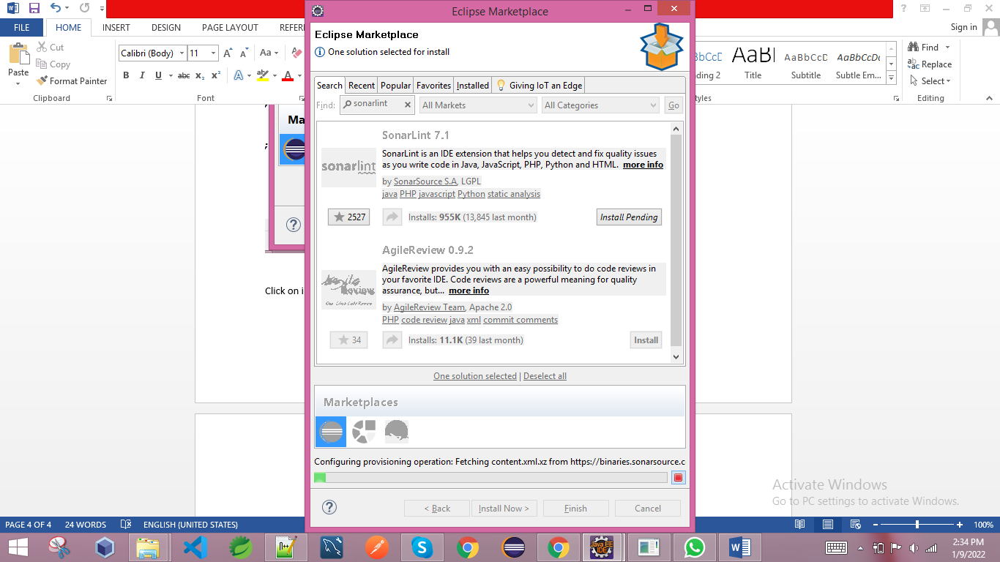 Eclipse Marketplace
FILE HOME INSERT DESIGN PAGE LAYOUT
Sign in
Paste
Cut
Copy
Format Painter
Clipboard
Calibri (Body) 11
Aa
B I U abc x₂ x² A ab A
Font
Title
Subtitle
Subtle Em...
AaBbCcDc
Find
Replace
Select
Editing
Eclipse Marketplace
One solution selected for install
Search Recent Popular Favorites Installed Giving IoT an Edge
Find: sonarlint All Markets All Categories Go
SonarLint 7.1
sonarlint
SonarLint is an IDE extension that helps you detect and fix quality issues
as you write code in Java, JavaScript, PHP, Python and HTML. more info
by SonarSource S.A, LGPL
java PHP javascript Python static analysis
2527 Installs: 955K (13,845 last month) Install Pending
AgileReview 0.9.2
AgileReview provides you with an easy possibility to do code reviews in
your favorite IDE. Code reviews are a powerful meaning for quality
assurance, but... more info
by AgileReview Team, Apache 2.0
PHP code review java xml commit comments
34 Installs: 11.1K (39 last month) Install
One solution selected | Deselect all
Marketplaces
Configuring provisioning operation: Fetching content.xml.xz from https://binaries.sonarsource.c
< Back Install Now > Finish Cancel
Ma
Click on i
Activate Windows
Go to PC settings to activate Windows.
PAGE 4 OF 4 24 WORDS ENGLISH (UNITED STATES) 100%
Java EE
IDE
2:34 PM
1/9/2022